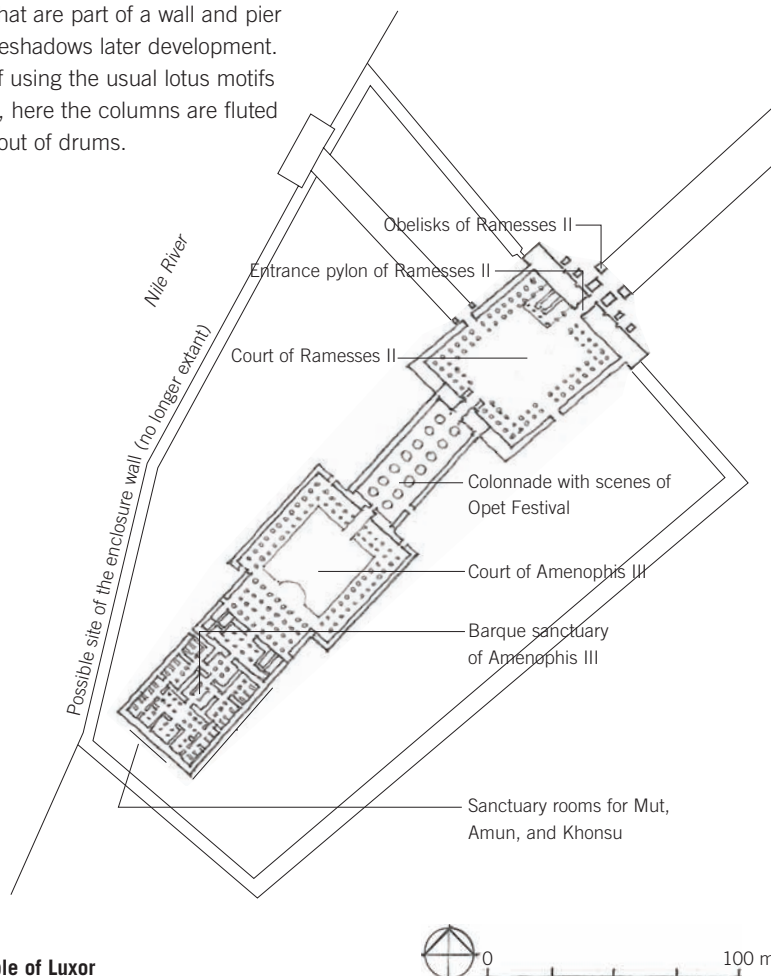 hat are part of a wall and pier
eshadows later development.
f using the usual lotus motifs
, here the columns are fluted
out of drums.
Obelisks of Ramesses II
Nile River
Entrance pylon of Ramesses II
Court of Ramesses II
Possible site of the enclosure wall (no longer extant)
Colonnade with scenes of
Opet Festival
Court of Amenophis III
Barque sanctuary
of Amenophis III
Sanctuary rooms for Mut,
Amun, and Khonsu
ple of Luxor
0 100 m